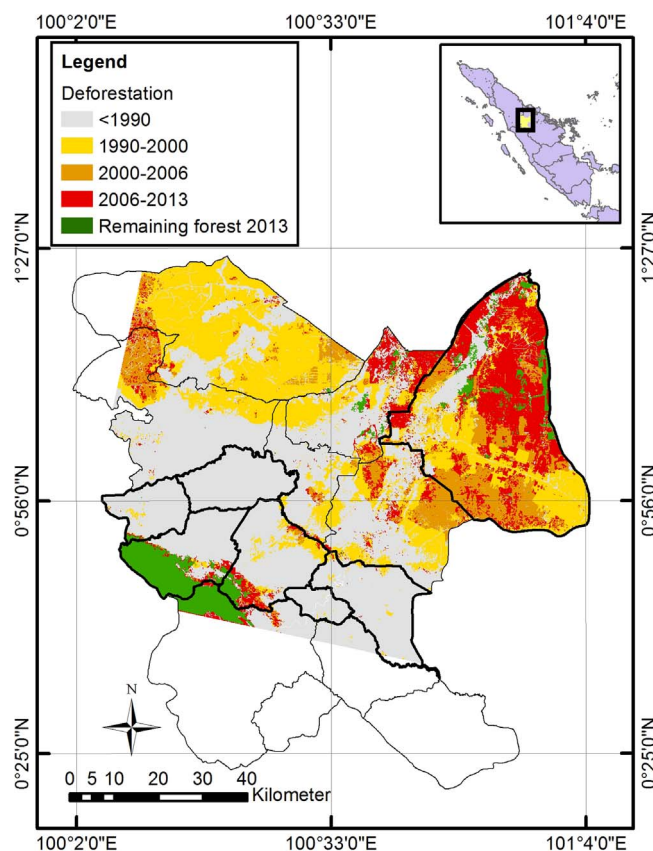 100°2'0"E 100°33'0"E 101°4'0"E
Legend
Deforestation
<1990
1990-2000
2000-2006
2006-2013
Remaining forest 2013
1°27'0"N 1°27'0"N
0°56'0"N 0°56'0"N
0°25'0"N 0°25'0"N
N
0 5 10 20 30 40
Kilometer
100°2'0"E 100°33'0"E 101°4'0"E